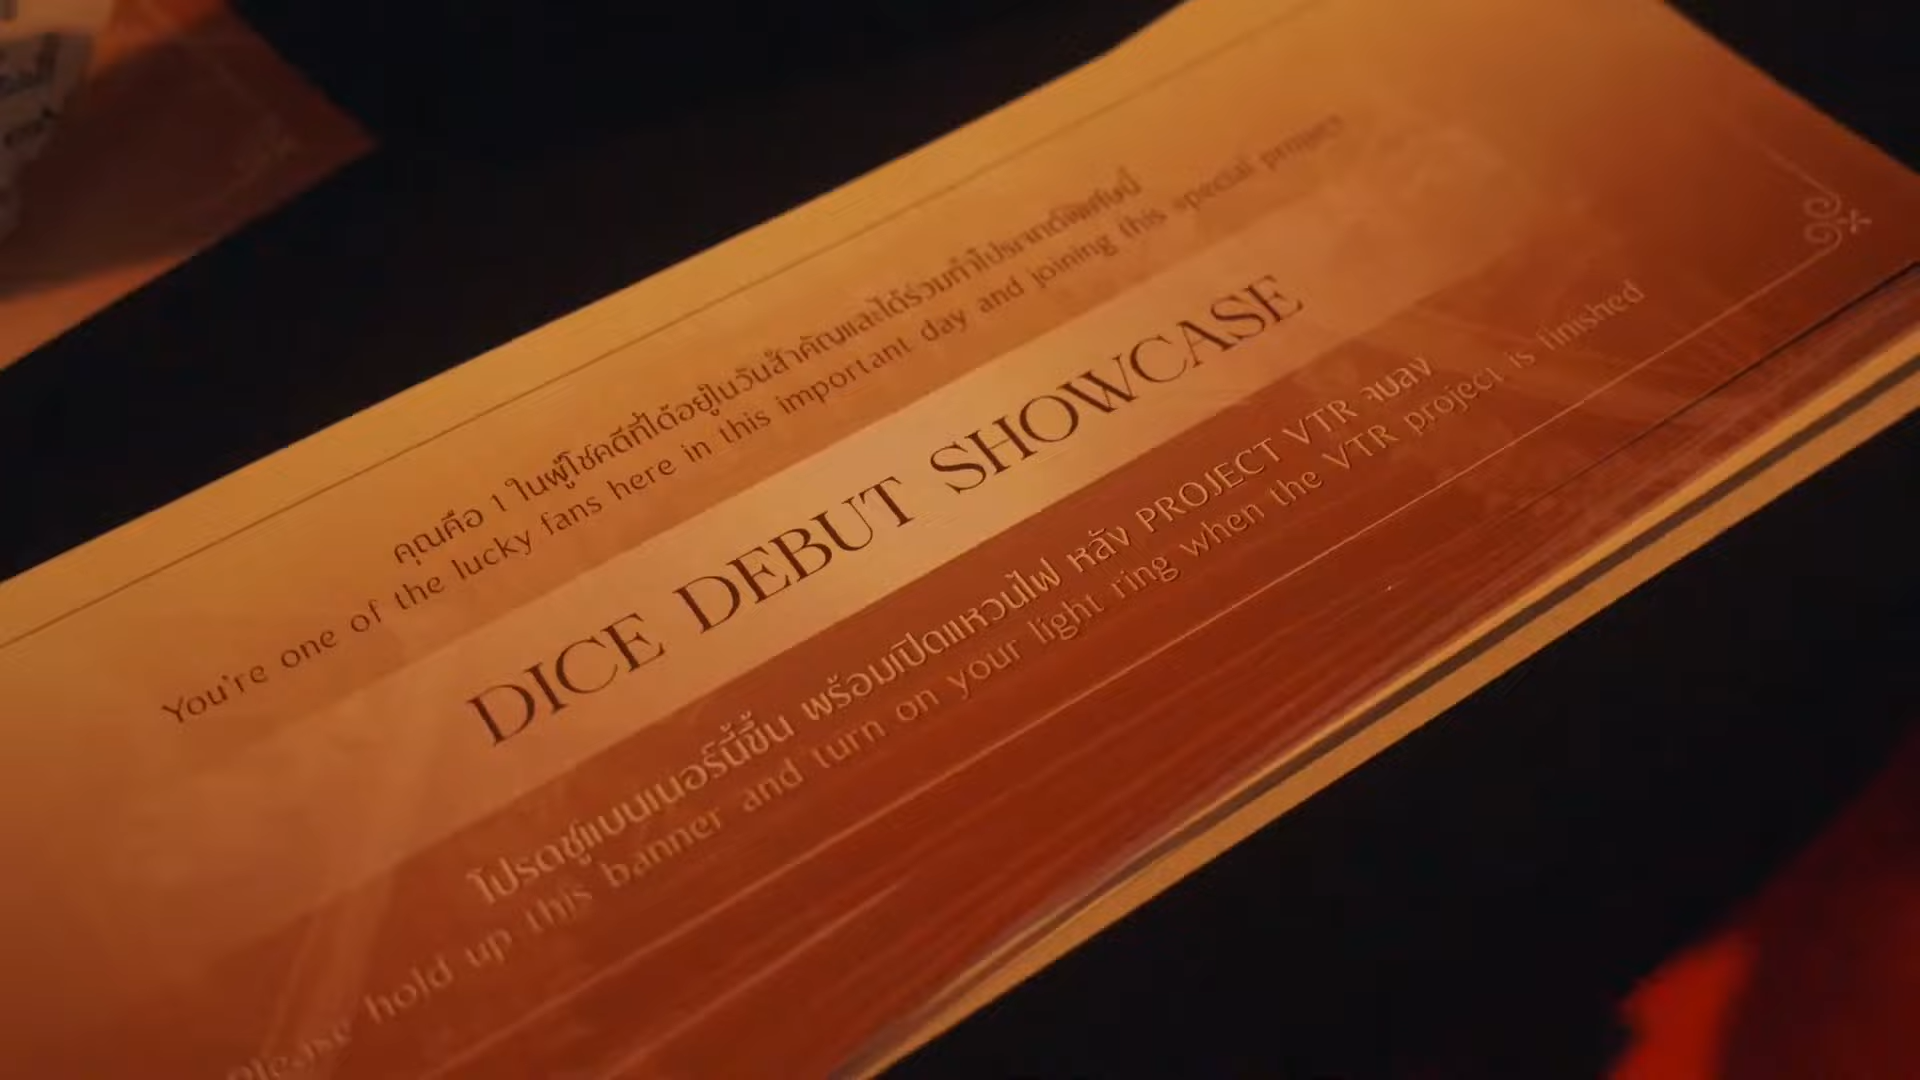 คุณคือ 1 ในผู้โชคดีที่ได้อยู่ในวันสำคัญและได้ร่วมทำโปรเจกต์พิเศษนี้
You're one of the lucky fans here in this important day and joining this special project
DICE DEBUT SHOWCASE
โปรดชูแบนเนอร์นี้ขึ้น พร้อมเปิดแหวนไฟ หลัง PROJECT VTR จบลง
Please hold up this banner and turn on your light ring when the VTR project is finished